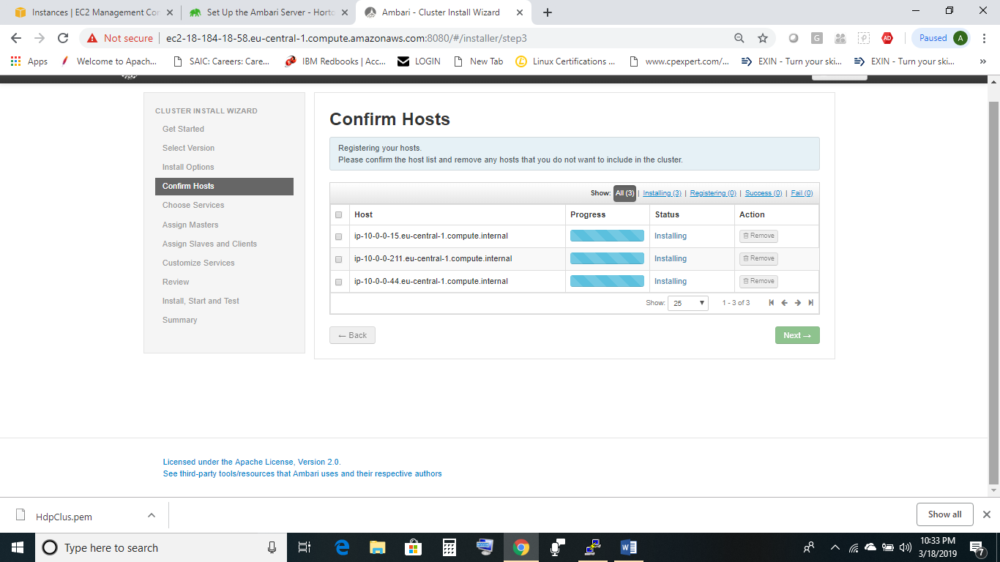 Instances | EC2 Management Con
Set Up the Ambari Server - Horto
Ambari - Cluster Install Wizard
Not secure | ec2-18-184-18-58.eu-central-1.compute.amazonaws.com:8080/#/installer/step3
G
AD
Paused A
Apps
Welcome to Apach...
SAIC: Careers: Care...
IBM Redbooks | Acc...
LOGIN
New Tab
Linux Certifications ...
www.cpexpert.com/...
EXIN - Turn your ski...
EXIN - Turn your ski...
»
CLUSTER INSTALL WIZARD
Get Started
Select Version
Install Options
Confirm Hosts
Choose Services
Assign Masters
Assign Slaves and Clients
Customize Services
Review
Install, Start and Test
Summary
Confirm Hosts
Registering your hosts.
Please confirm the host list and remove any hosts that you do not want to include in the cluster.
Show: All (3) | Installing (3) | Registering (0) | Success (0) | Fail (0)
Host Progress Status Action
ip-10-0-0-15.eu-central-1.compute.internal Installing Remove
ip-10-0-0-211.eu-central-1.compute.internal Installing Remove
ip-10-0-0-44.eu-central-1.compute.internal Installing Remove
Show: 25 1 - 3 of 3
← Back
Next →
Licensed under the Apache License, Version 2.0.
See third-party tools/resources that Ambari uses and their respective authors
HdpClus.pem
Show all
Type here to search
10:33 PM
3/18/2019
7